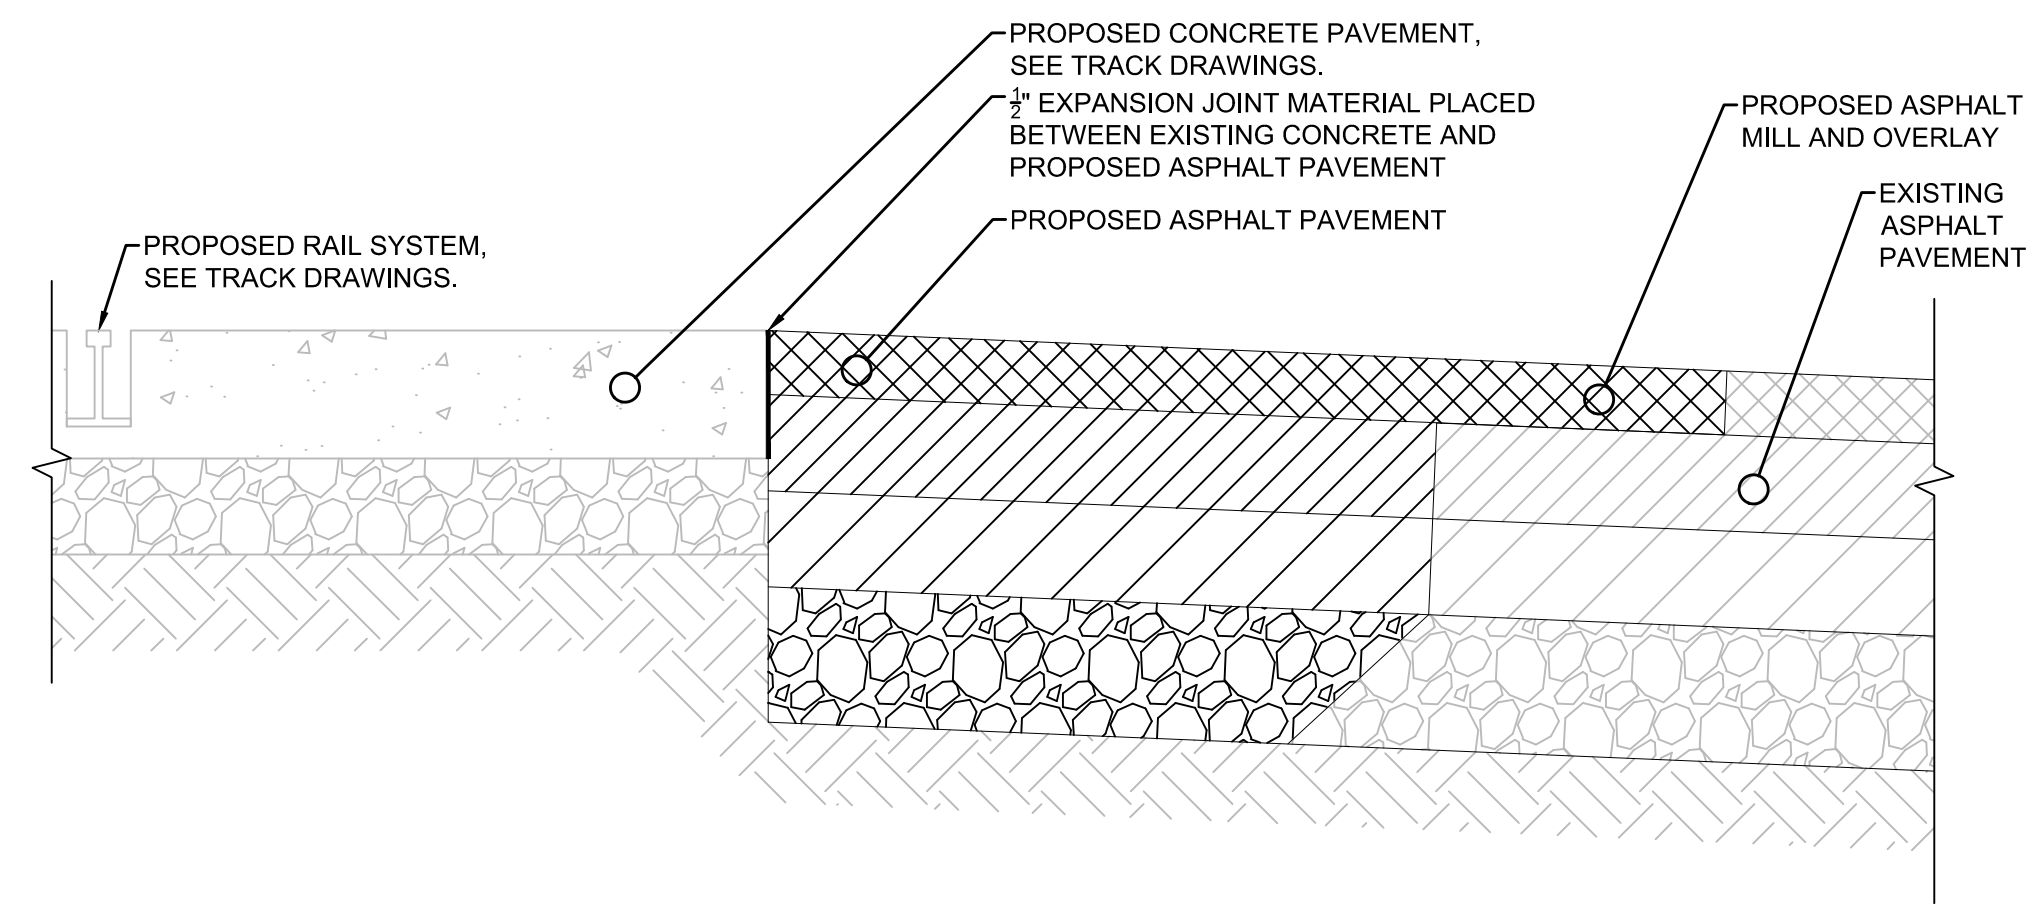 PROPOSED CONCRETE PAVEMENT,
SEE TRACK DRAWINGS.
½" EXPANSION JOINT MATERIAL PLACED
BETWEEN EXISTING CONCRETE AND
PROPOSED ASPHALT PAVEMENT
PROPOSED ASPHALT PAVEMENT
PROPOSED ASPHALT
MILL AND OVERLAY
EXISTING
ASPHALT
PAVEMENT
PROPOSED RAIL SYSTEM,
SEE TRACK DRAWINGS.